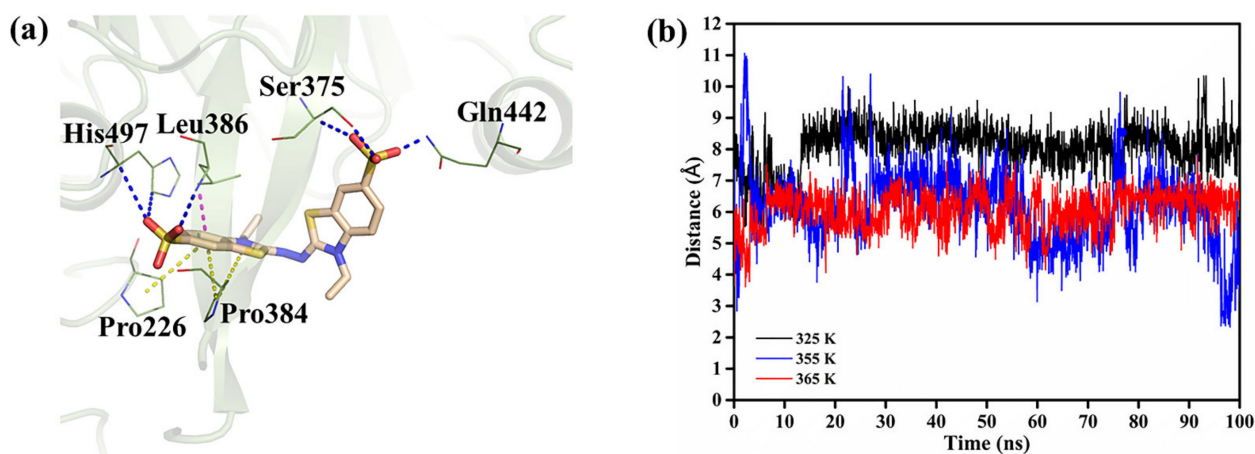 (a)
Ser375
Gln442
His497 Leu386
Pro226
Pro384
(b)
Distance (Å)
12
11
10
9
8
7
6
5
4
3
2
1
0
325 K
355 K
365 K
0 10 20 30 40 50 60 70 80 90 100
Time (ns)